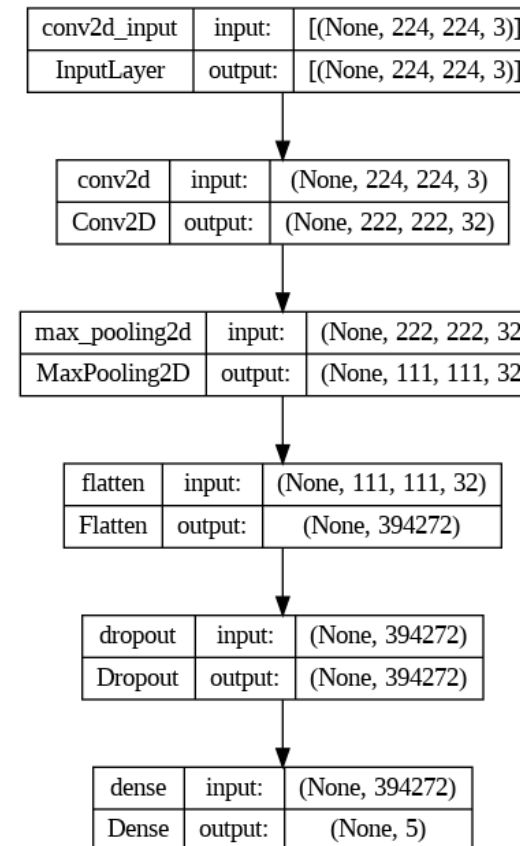 conv2d_input input: [(None, 224, 224, 3)]
InputLayer output: [(None, 224, 224, 3)]
conv2d input: (None, 224, 224, 3)
Conv2D output: (None, 222, 222, 32)
max_pooling2d input: (None, 222, 222, 32
MaxPooling2D output: (None, 111, 111, 32
flatten input: (None, 111, 111, 32)
Flatten output: (None, 394272)
dropout input: (None, 394272)
Dropout output: (None, 394272)
dense input: (None, 394272)
Dense output: (None, 5)